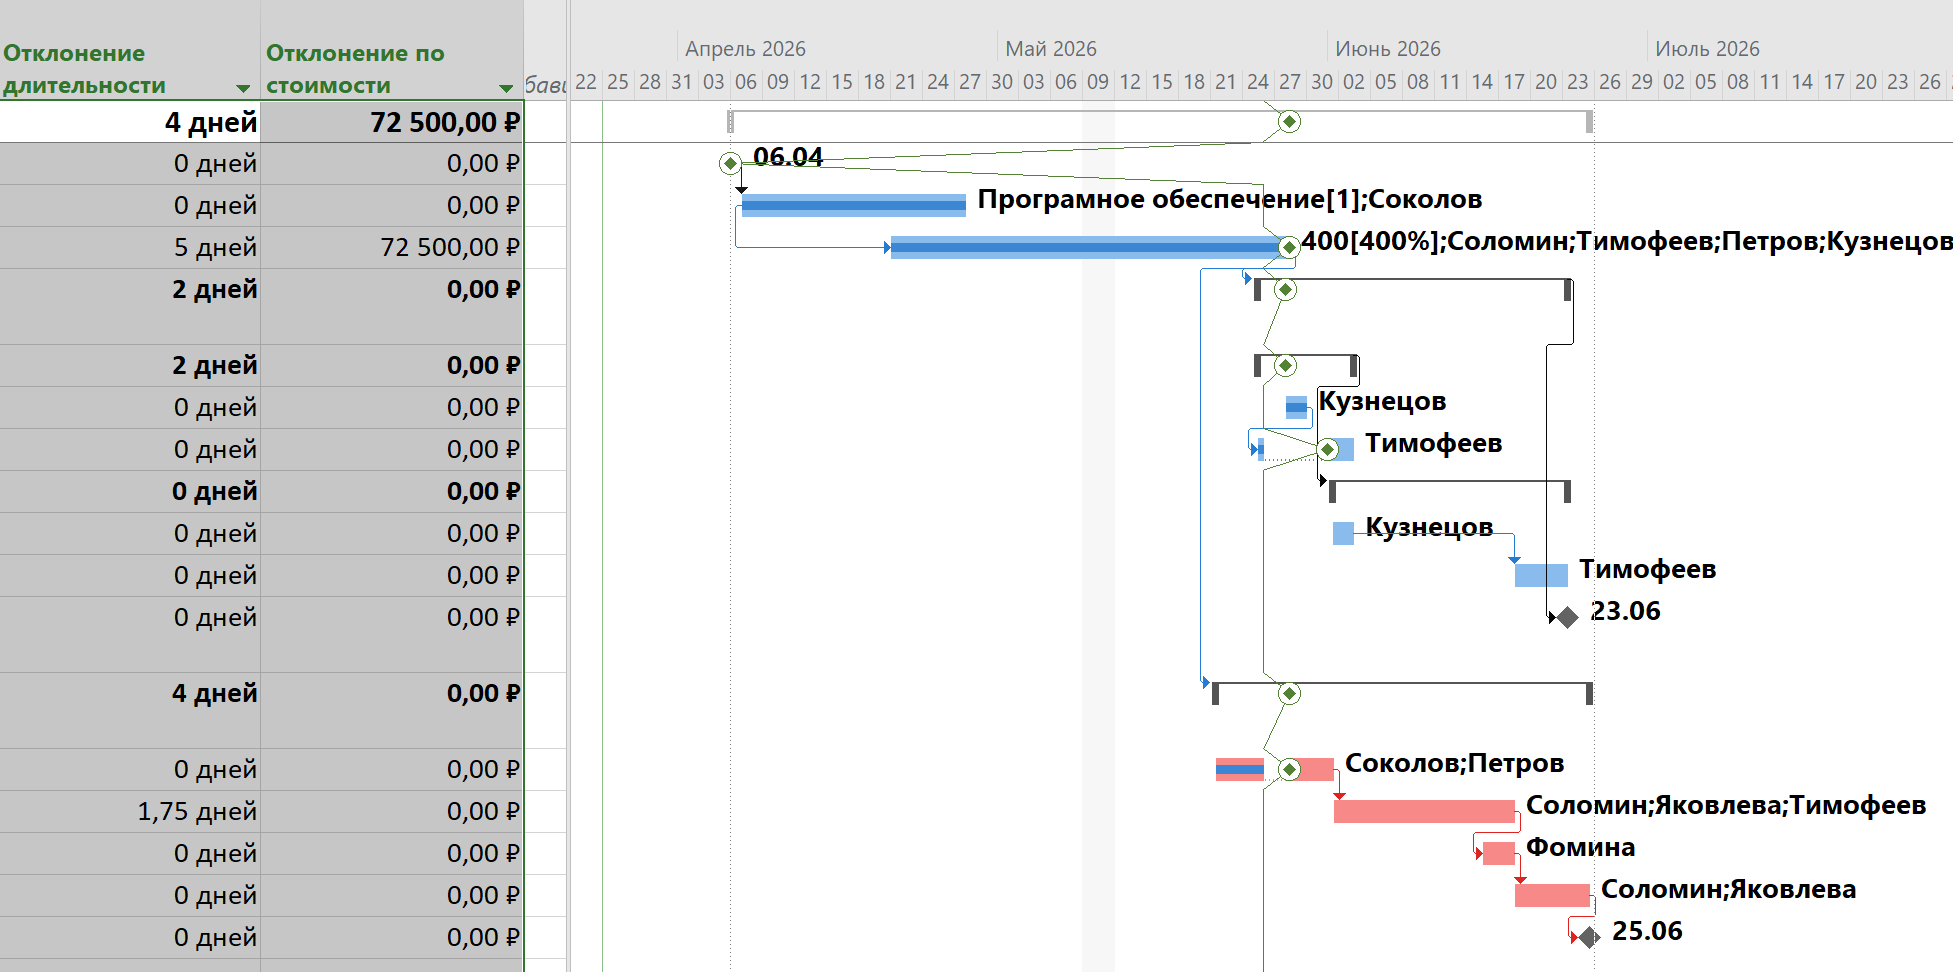 Отклонение длительности
Отклонение по стоимости
Апрель 2026 Май 2026 Июнь 2026 Июль 2026
22 25 28 31 03 06 09 12 15 18 21 24 27 30 03 06 09 12 15 18 21 24 27 30 02 05 08 11 14 17 20 23 26 29 02 05 08 11 14 17 20 23 26
4 дней 72 500,00 ₽
0 дней 0,00 ₽ 06.04
0 дней 0,00 ₽ Програмное обеспечение[1];Соколов
5 дней 72 500,00 ₽ 400[400%];Соломин;Тимофеев;Петров;Кузнецов
2 дней 0,00 ₽
2 дней 0,00 ₽
0 дней 0,00 ₽ Кузнецов
0 дней 0,00 ₽ Тимофеев
0 дней 0,00 ₽
0 дней 0,00 ₽ Кузнецов
0 дней 0,00 ₽ Тимофеев
0 дней 0,00 ₽ 23.06
4 дней 0,00 ₽
0 дней 0,00 ₽ Соколов;Петров
1,75 дней 0,00 ₽ Соломин;Яковлева;Тимофеев
0 дней 0,00 ₽ Фомина
0 дней 0,00 ₽ Соломин;Яковлева
0 дней 0,00 ₽ 25.06